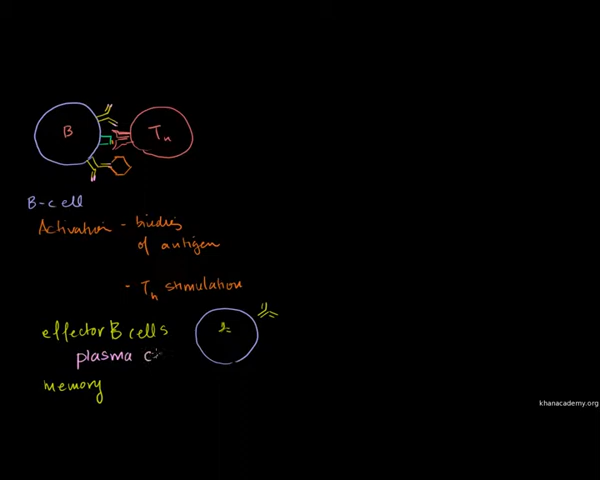 B
Th
B-cell
Activation - binding
of antigen
- Th stimulation
effector B cells
plasma c
memory
khanacademy.org